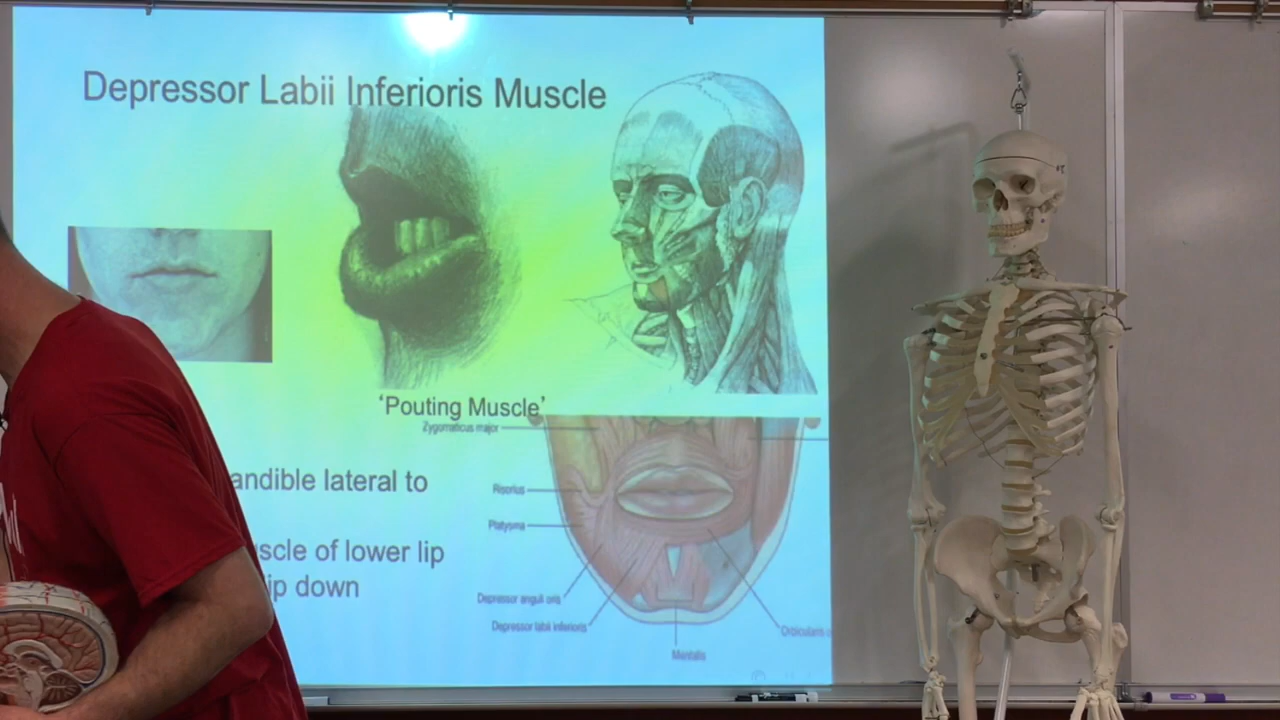 Depressor Labii Inferioris Muscle
'Pouting Muscle'
Zygomaticus major
andible lateral to
Risorius
Platysma
scle of lower lip
ip down
Depressor anguli oris
Depressor labii inferioris
Orbicularis
Mentalis